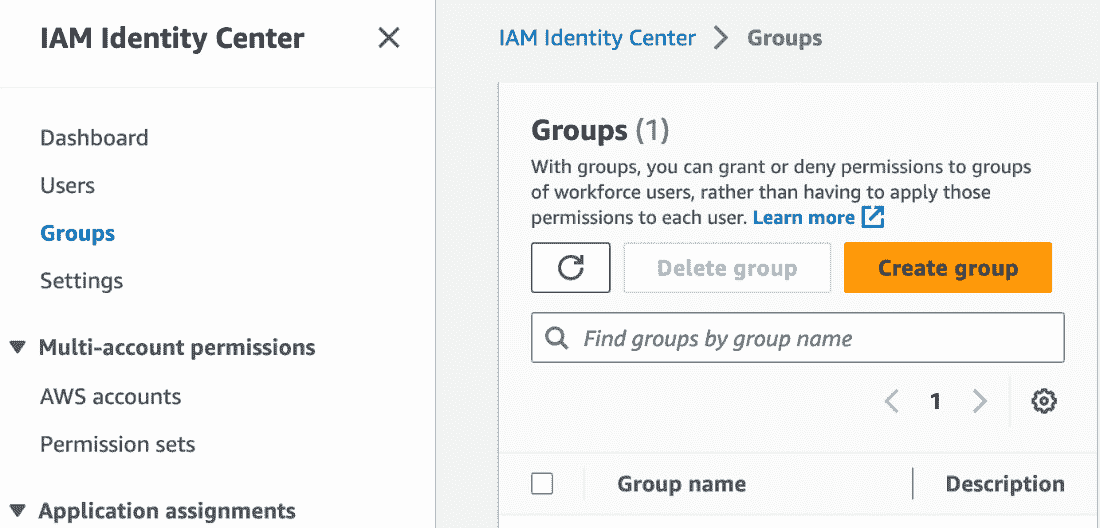 IAM Identity Center
Dashboard
Users
Groups
Settings
Multi-account permissions
AWS accounts
Permission sets
Application assignments
IAM Identity Center > Groups
Groups (1)
With groups, you can grant or deny permissions to groups
of workforce users, rather than having to apply those
permissions to each user. Learn more
Delete group
Create group
Find groups by group name
1
Group name
Description